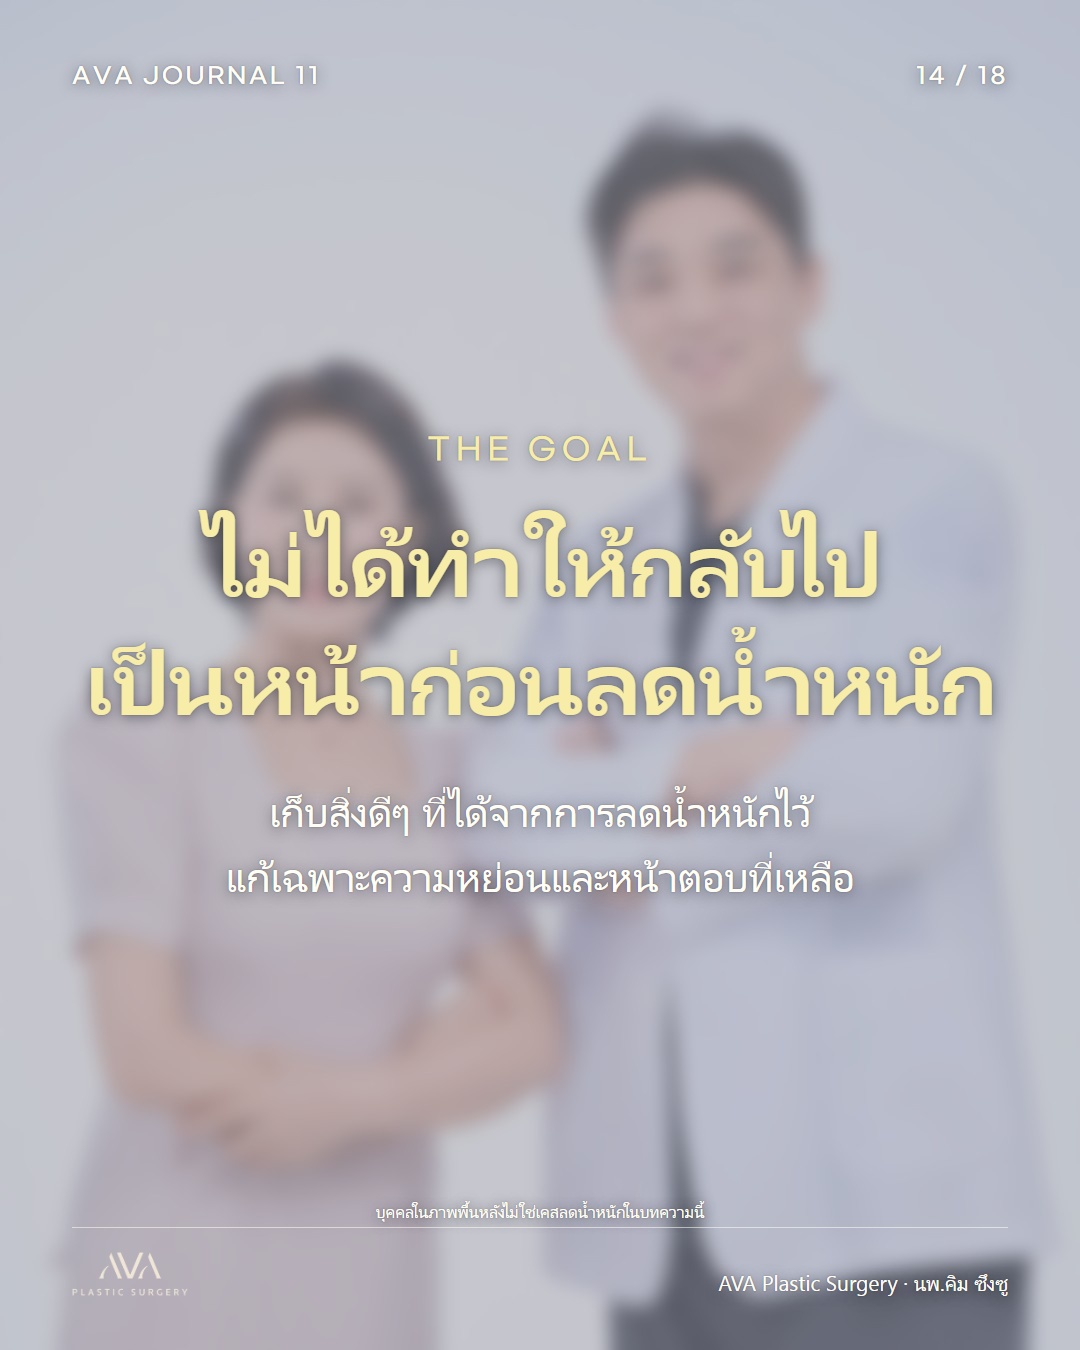 AVA JOURNAL 11
14 / 18
THE GOAL
ไม่ได้ทำให้กลับไป
เป็นหน้าก่อนลดน้ำหนัก
เก็บสิ่งดีๆ ที่ได้จากการลดน้ำหนักไว้
แก้เฉพาะความหย่อนและหน้าตอบที่เหลือ
บุคคลในภาพพื้นหลังไม่ใช่เคสลดน้ำหนักในบทความนี้
AVA
PLASTIC SURGERY
AVA Plastic Surgery · นพ.คิม ซึงซู